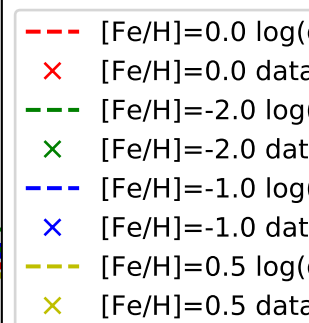 [Fe/H]=0.0 log(
[Fe/H]=0.0 data
[Fe/H]=-2.0 log
[Fe/H]=-2.0 dat
[Fe/H]=-1.0 log
[Fe/H]=-1.0 dat
[Fe/H]=0.5 log(
[Fe/H]=0.5 data